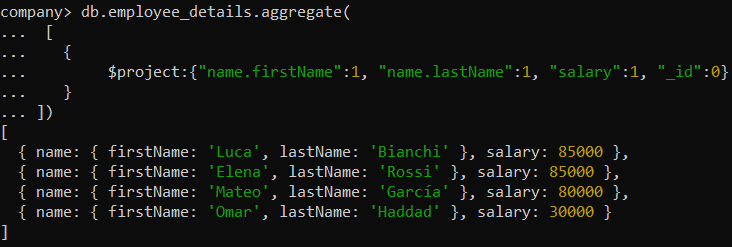 company> db.employee_details.aggregate(
... [
... {
... $project:{"name.firstName":1, "name.lastName":1, "salary":1, "_id":0}
... }
... ])
[
{ name: { firstName: 'Luca', lastName: 'Bianchi' }, salary: 85000 },
{ name: { firstName: 'Elena', lastName: 'Rossi' }, salary: 85000 },
{ name: { firstName: 'Mateo', lastName: 'García' }, salary: 80000 },
{ name: { firstName: 'Omar', lastName: 'Haddad' }, salary: 30000 }
]